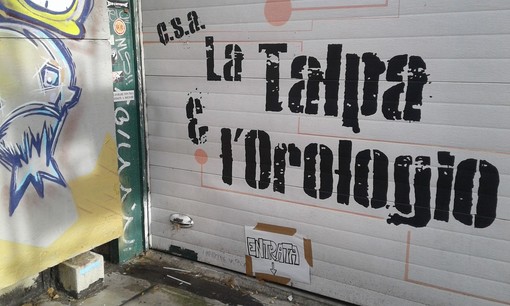 c.s.a.
La Talpa
e
l'Orologio
ENTRATA